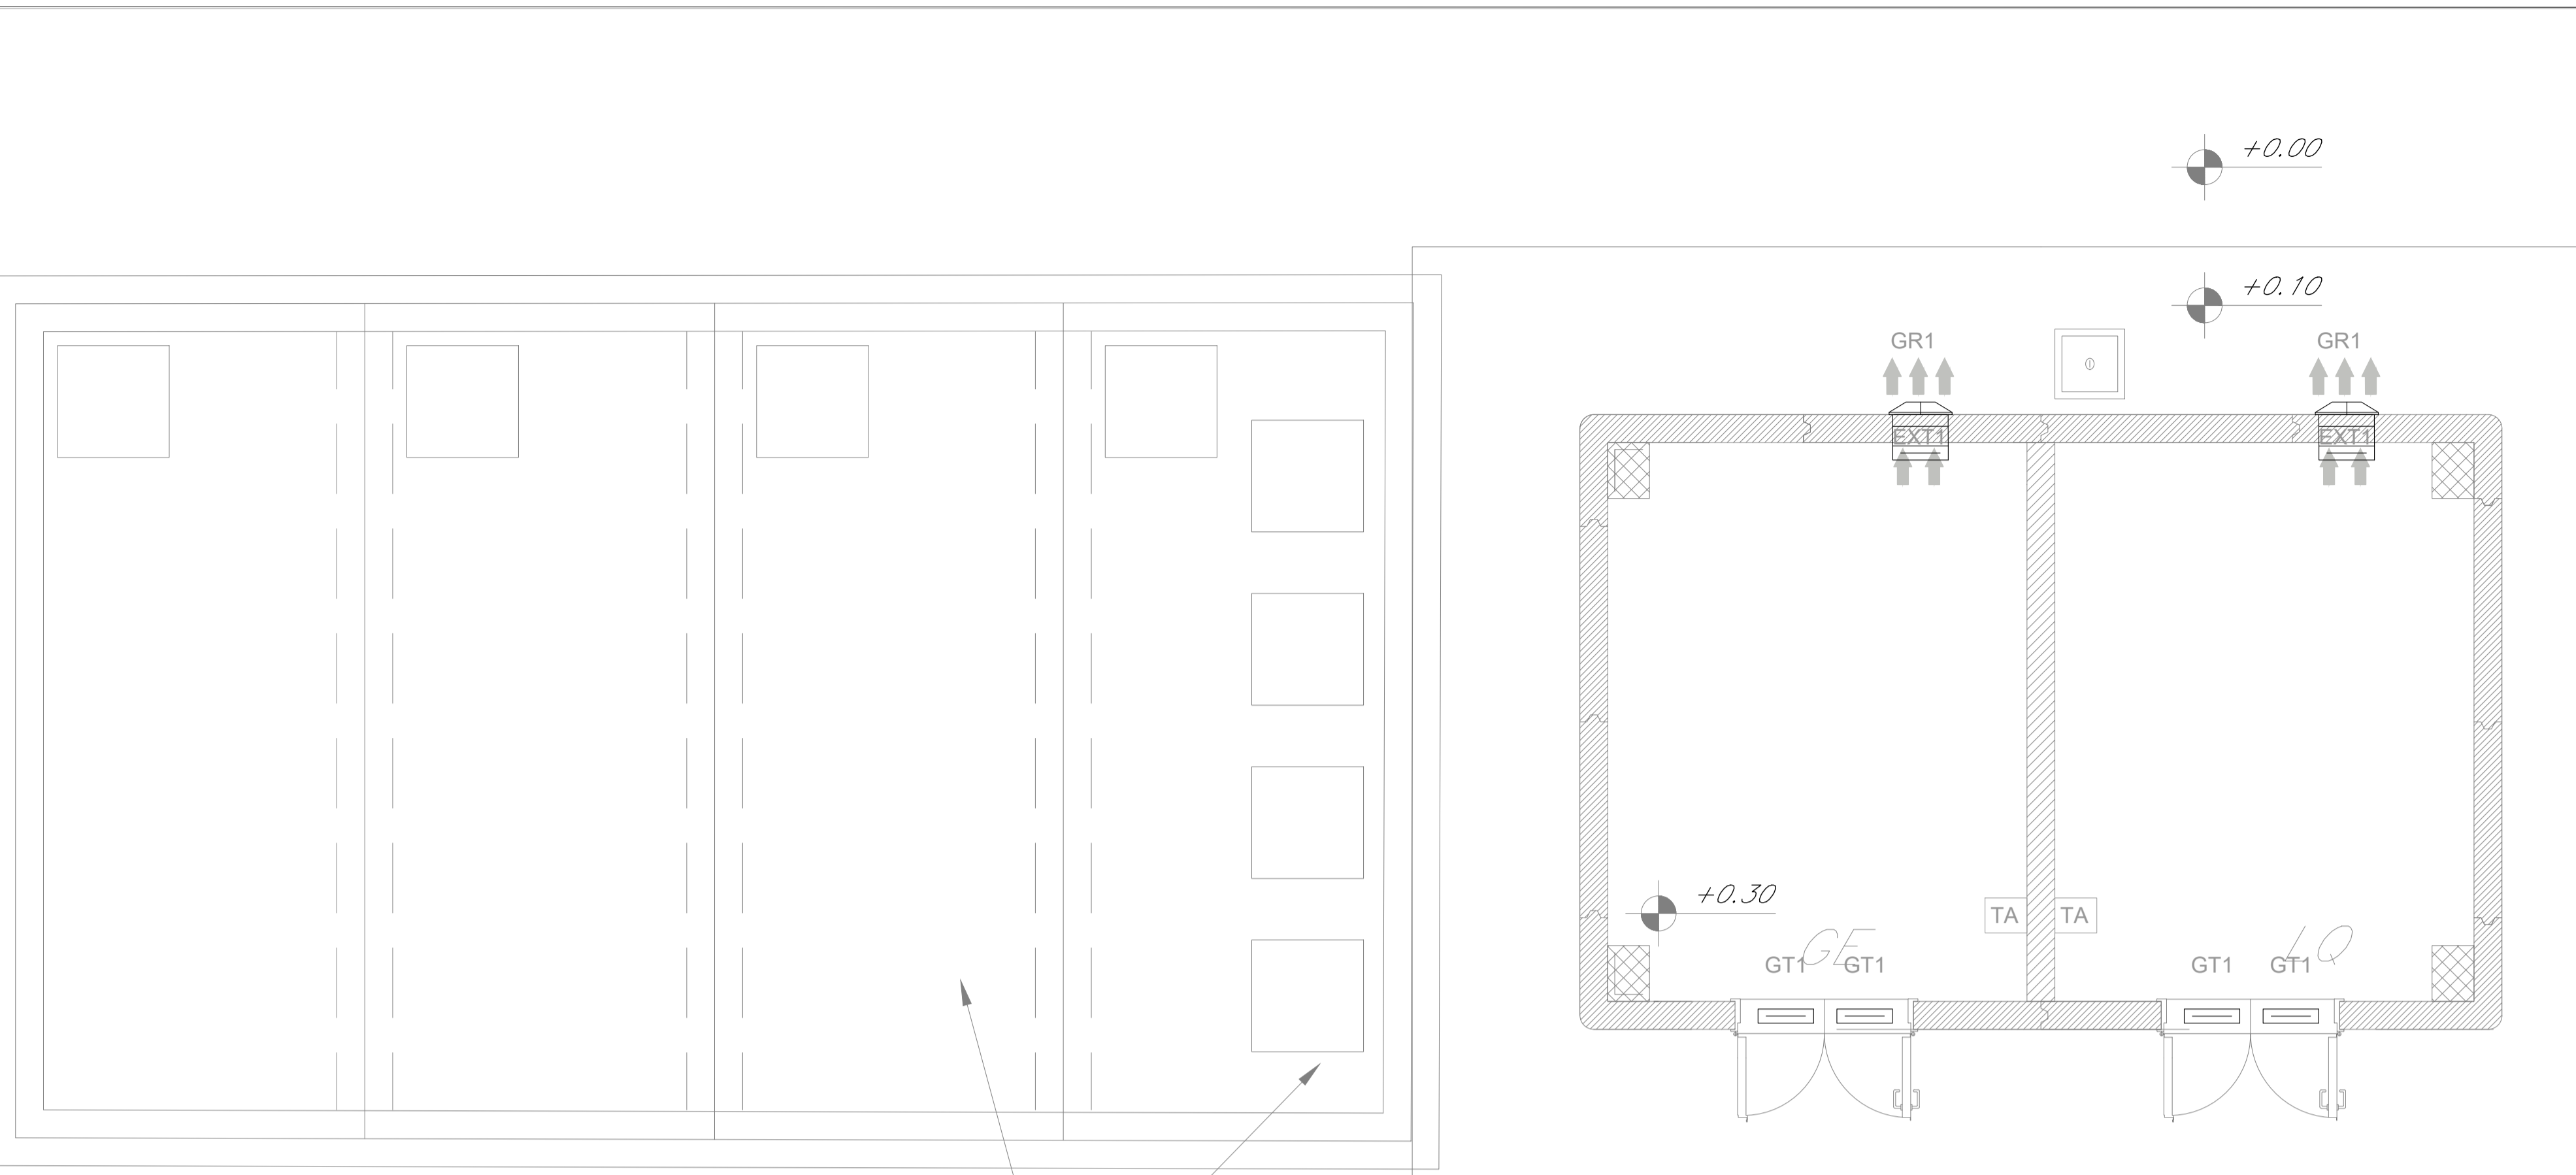 +0.00
+0.10
GR1 GR1
EXT1 EXT1
+0.30
TA TA
GE LQ
GT1 GT1 GT1 GT1